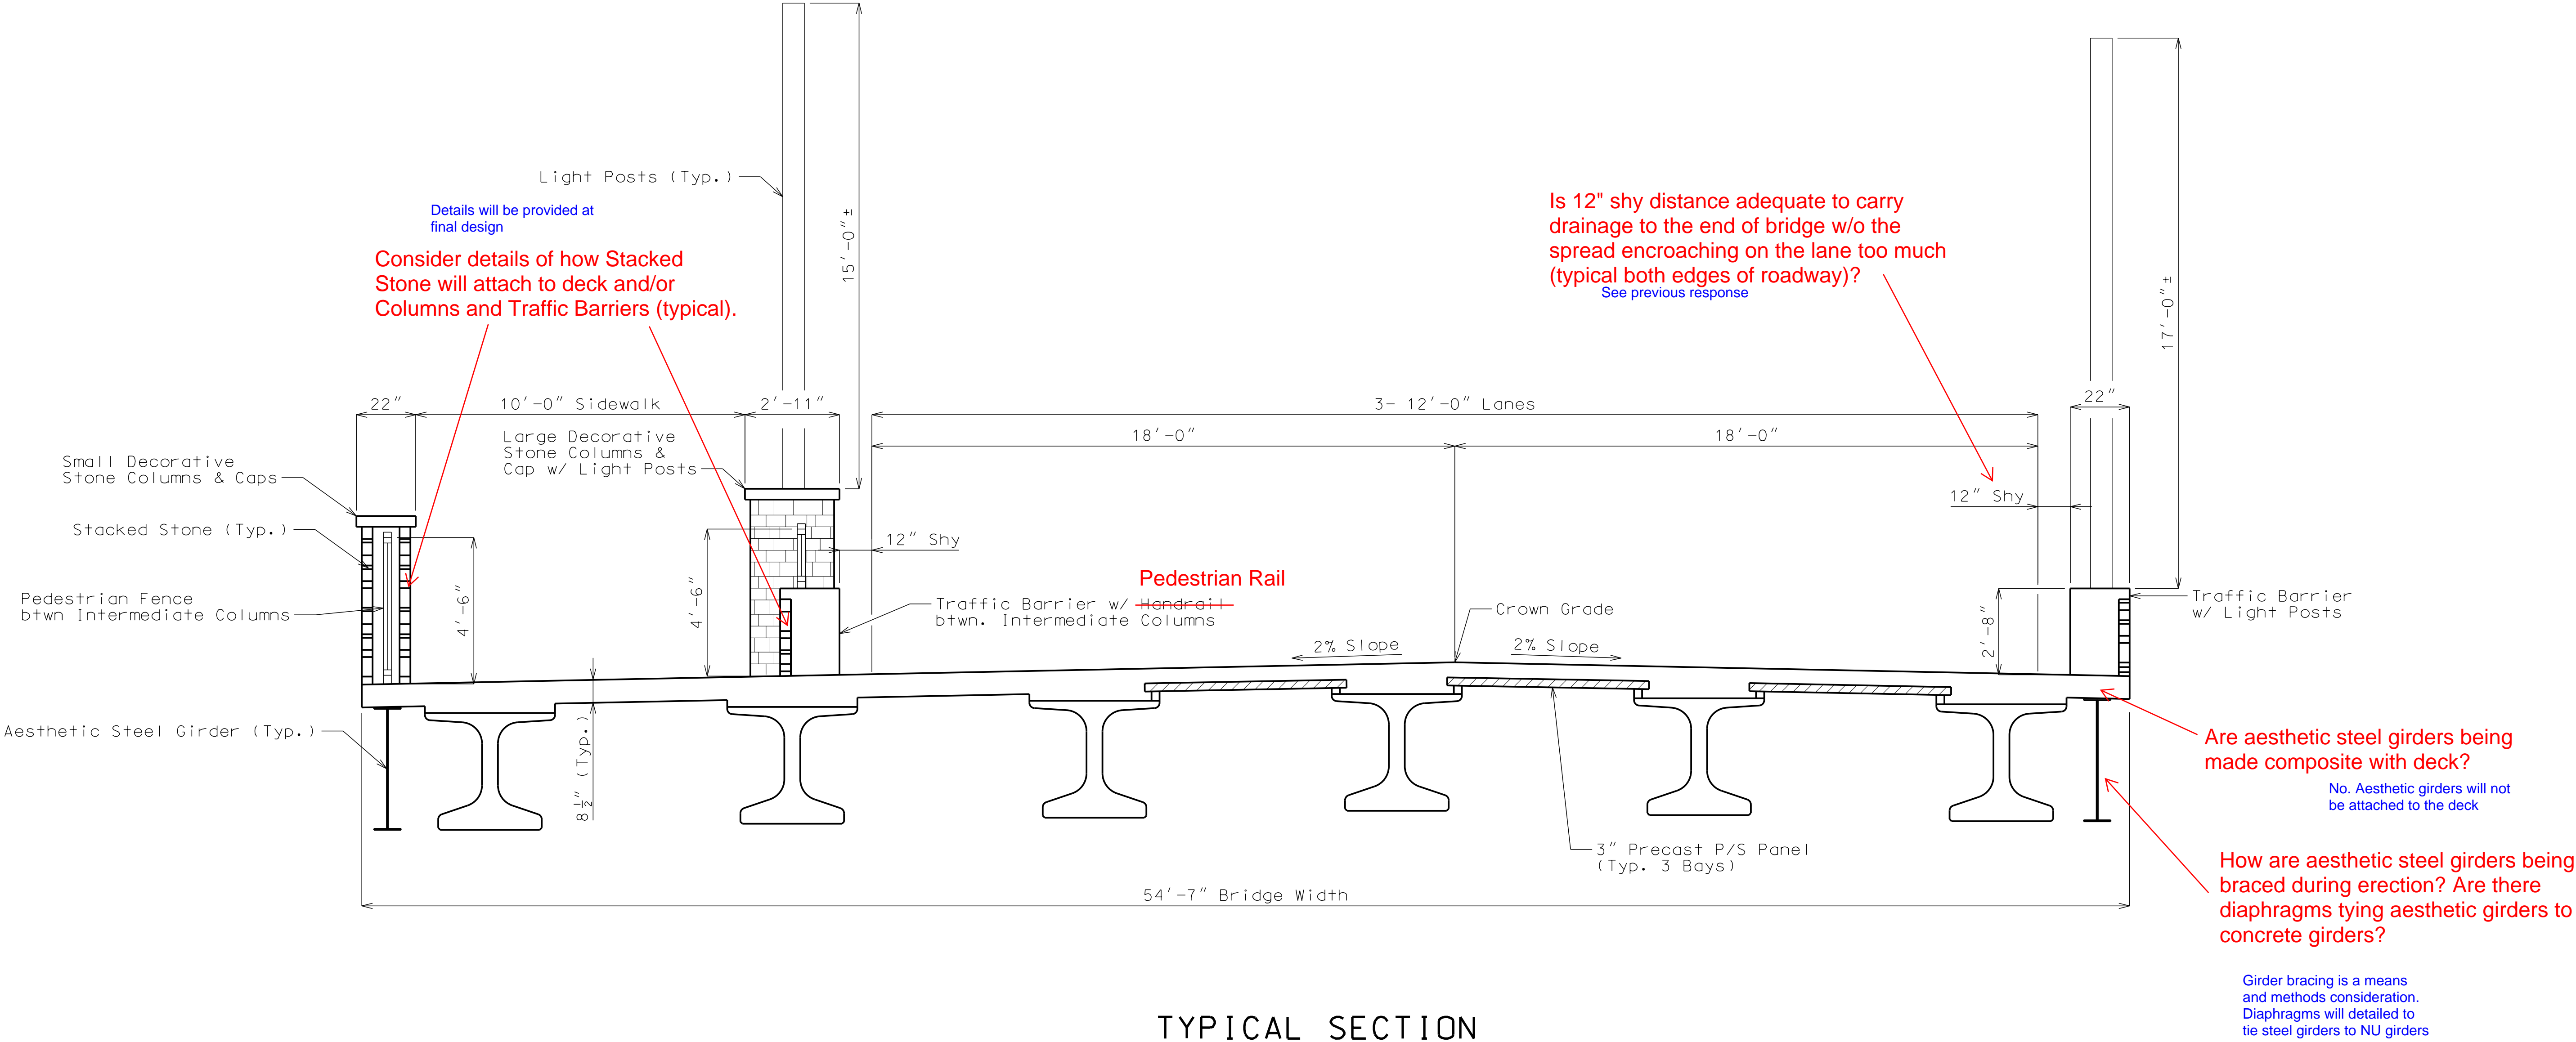 Light Posts (Typ.)
15'-0"±
Details will be provided at
final design
Consider details of how Stacked
Stone will attach to deck and/or
Columns and Traffic Barriers (typical).
Is 12" shy distance adequate to carry
drainage to the end of bridge w/o the
spread encroaching on the lane too much
(typical both edges of roadway)?
See previous response
17'-0"±
22"
10'-0" Sidewalk
2'-11"
3- 12'-0" Lanes
22"
18'-0"
18'-0"
Large Decorative
Stone Columns &
Cap w/ Light Posts
Small Decorative
Stone Columns & Caps
Stacked Stone (Typ.)
12" Shy
12" Shy
Pedestrian Fence
btwn Intermediate Columns
4'-6"
4'-6"
Pedestrian Rail
Traffic Barrier w/ Handrail
btwn. Intermediate Columns
Crown Grade
2% Slope
2% Slope
2'-8"
Traffic Barrier
w/ Light Posts
Aesthetic Steel Girder (Typ.)
8 1/2" (Typ.)
Are aesthetic steel girders being
made composite with deck?
No. Aesthetic girders will not
be attached to the deck
3" Precast P/S Panel
(Typ. 3 Bays)
How are aesthetic steel girders being
braced during erection? Are there
diaphragms tying aesthetic girders to
concrete girders?
54'-7" Bridge Width
Girder bracing is a means
and methods consideration.
Diaphragms will detailed to
tie steel girders to NU girders
TYPICAL SECTION